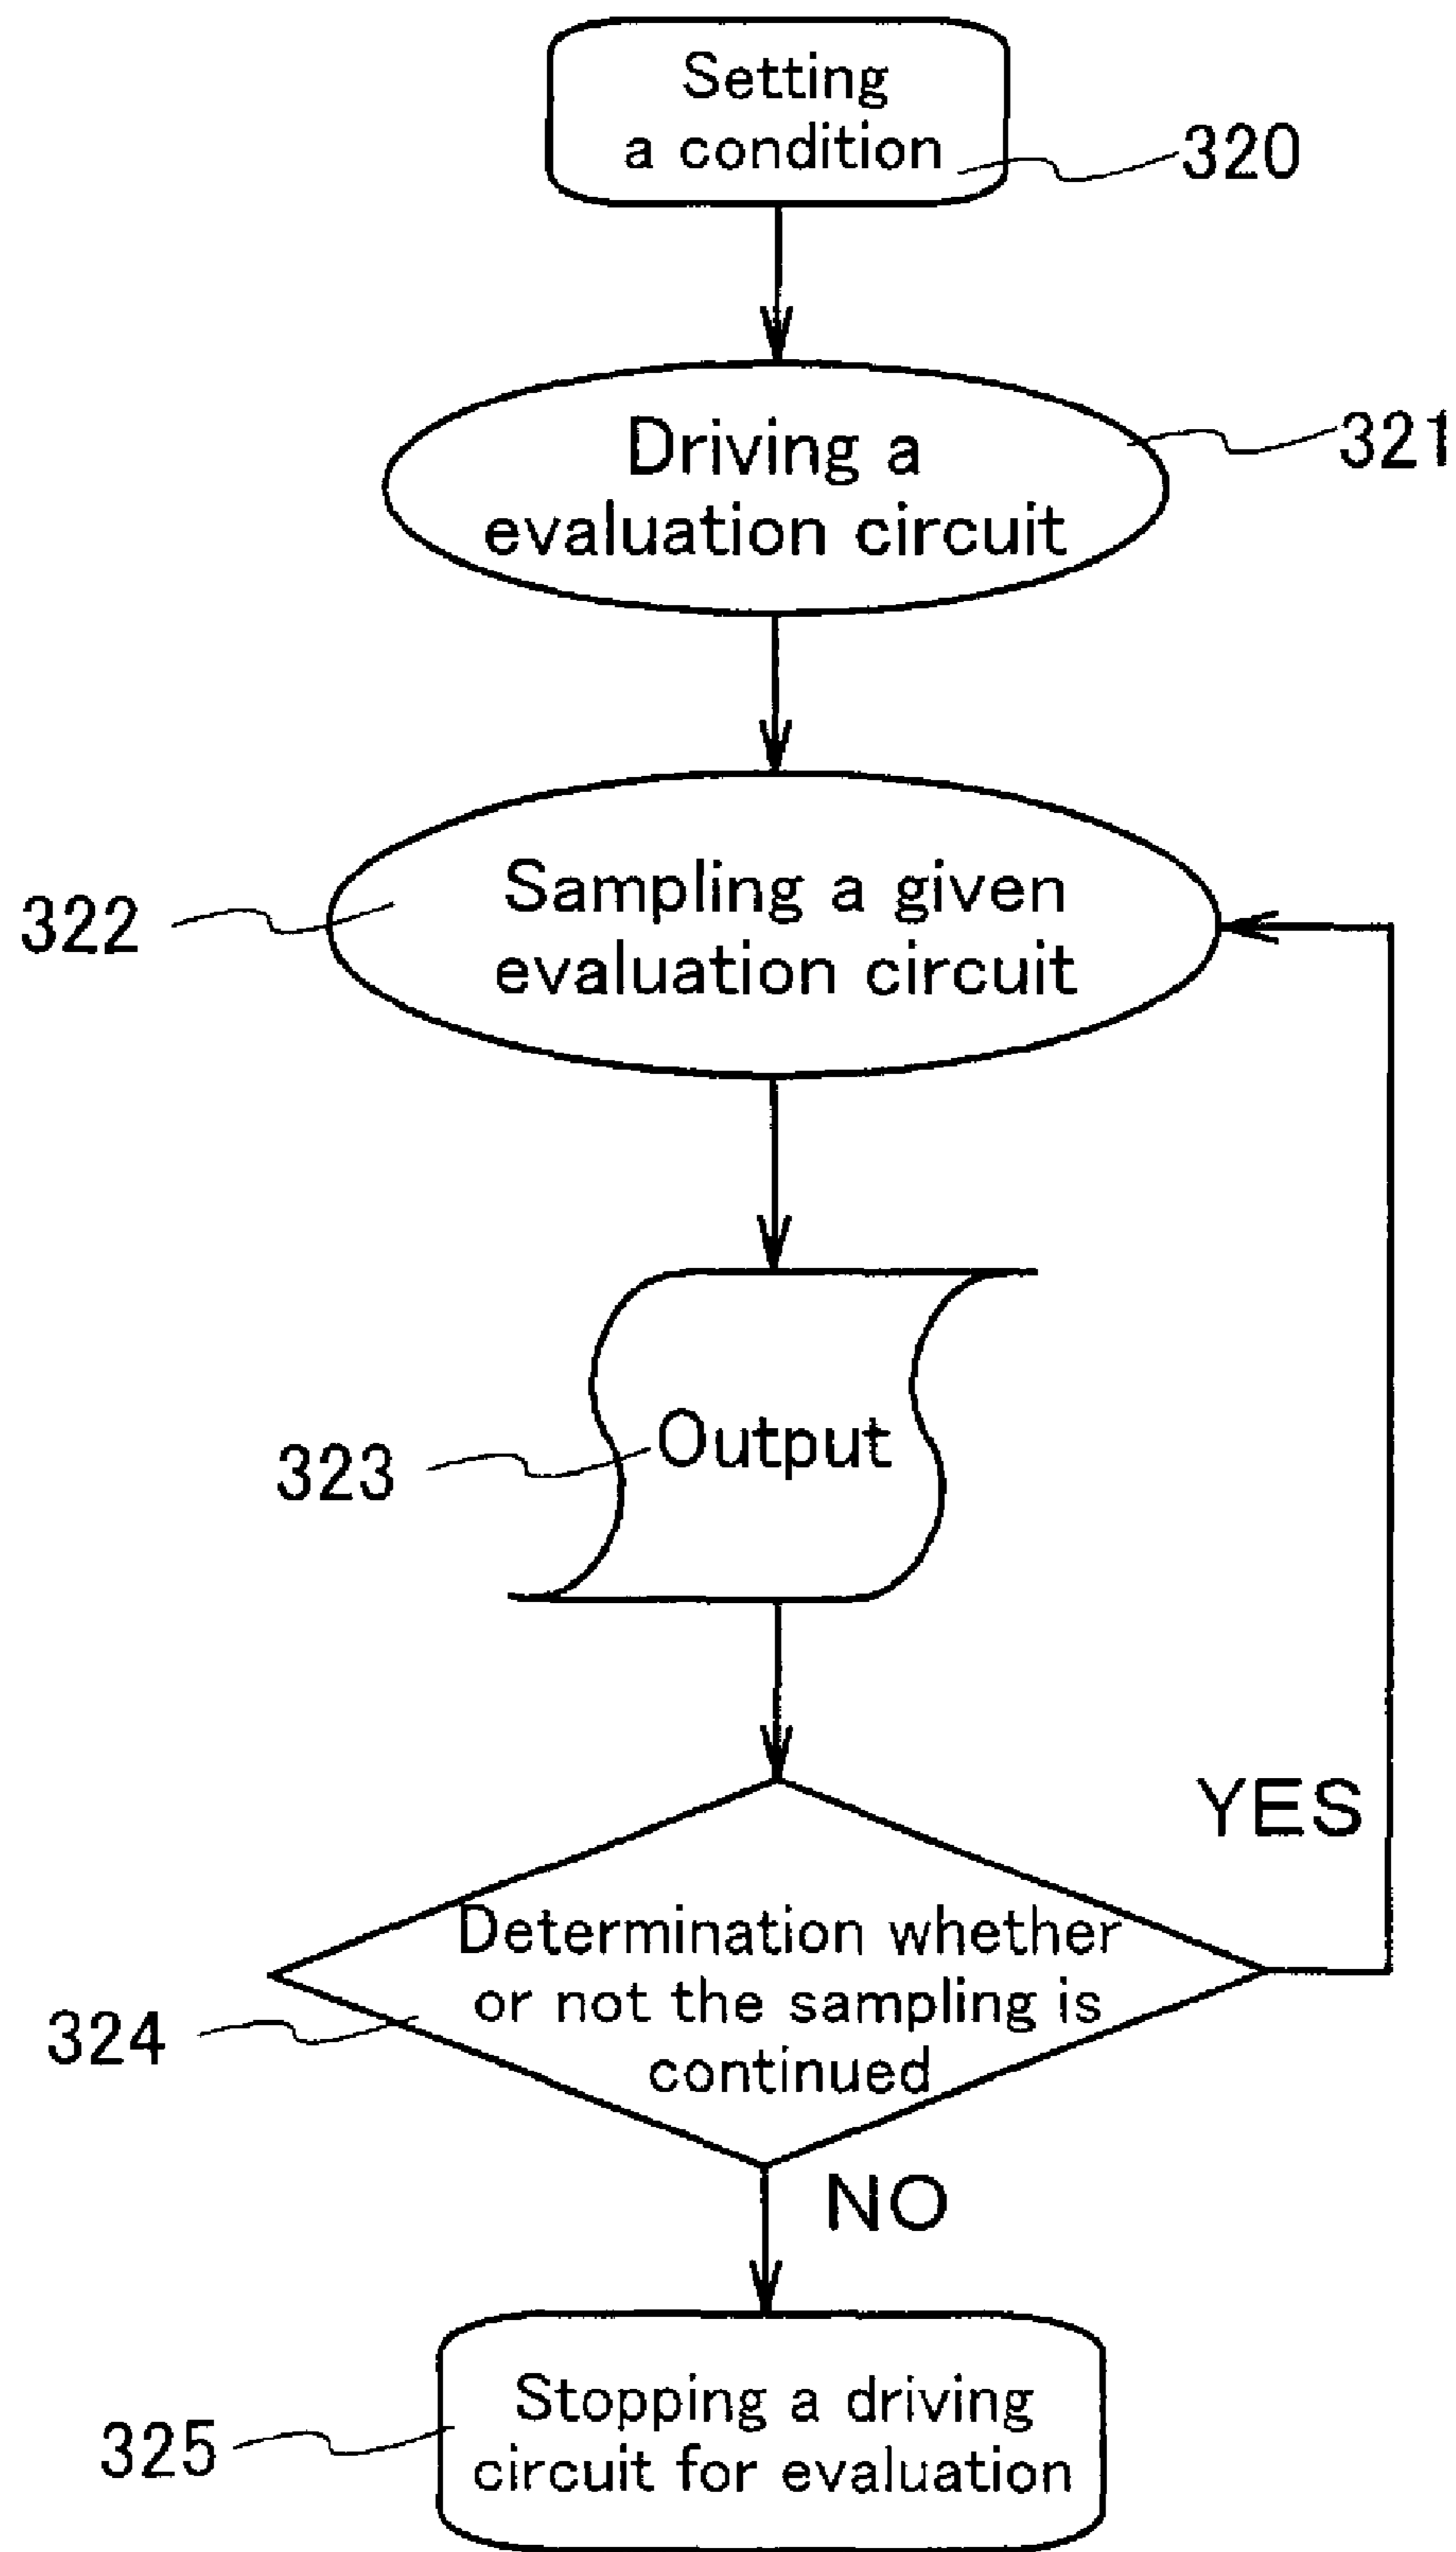 Setting
a condition
320
Driving a
evaluation circuit
321
322
Sampling a given
evaluation circuit
323
Output
YES
324
Determination whether
or not the sampling is
continued
NO
325
Stopping a driving
circuit for evaluation